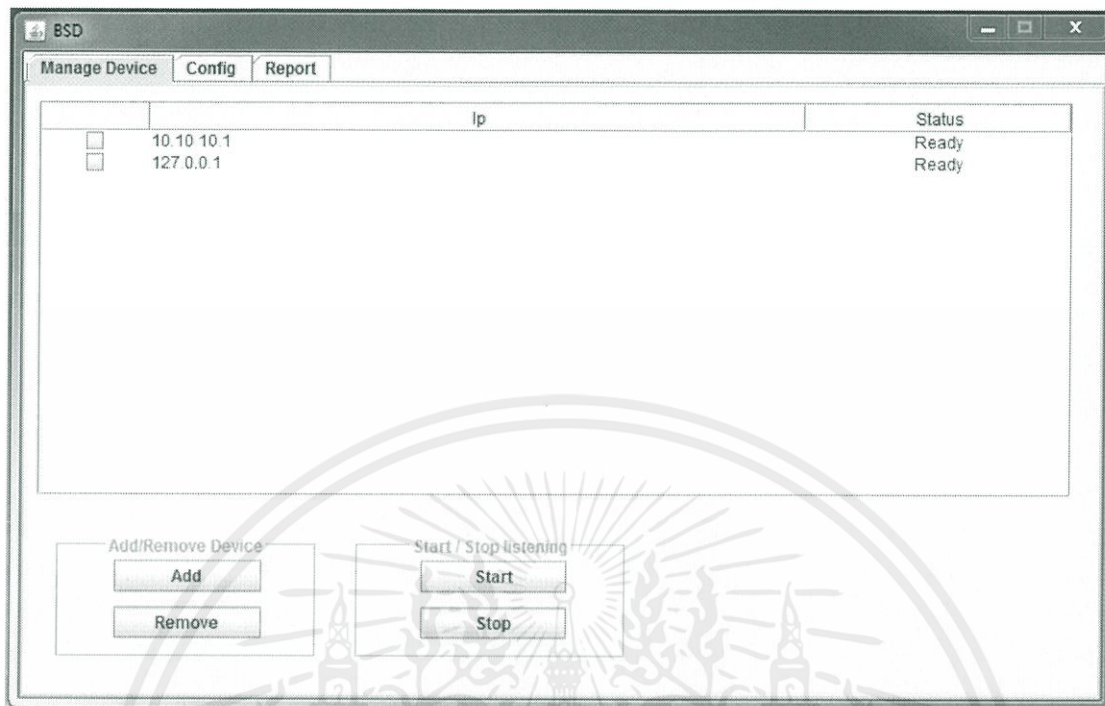 BSD
Manage Device Config Report
Ip Status
10.10.10.1 Ready
127.0.0.1 Ready
Add/Remove Device Start / Stop listening
Add Start
Remove Stop